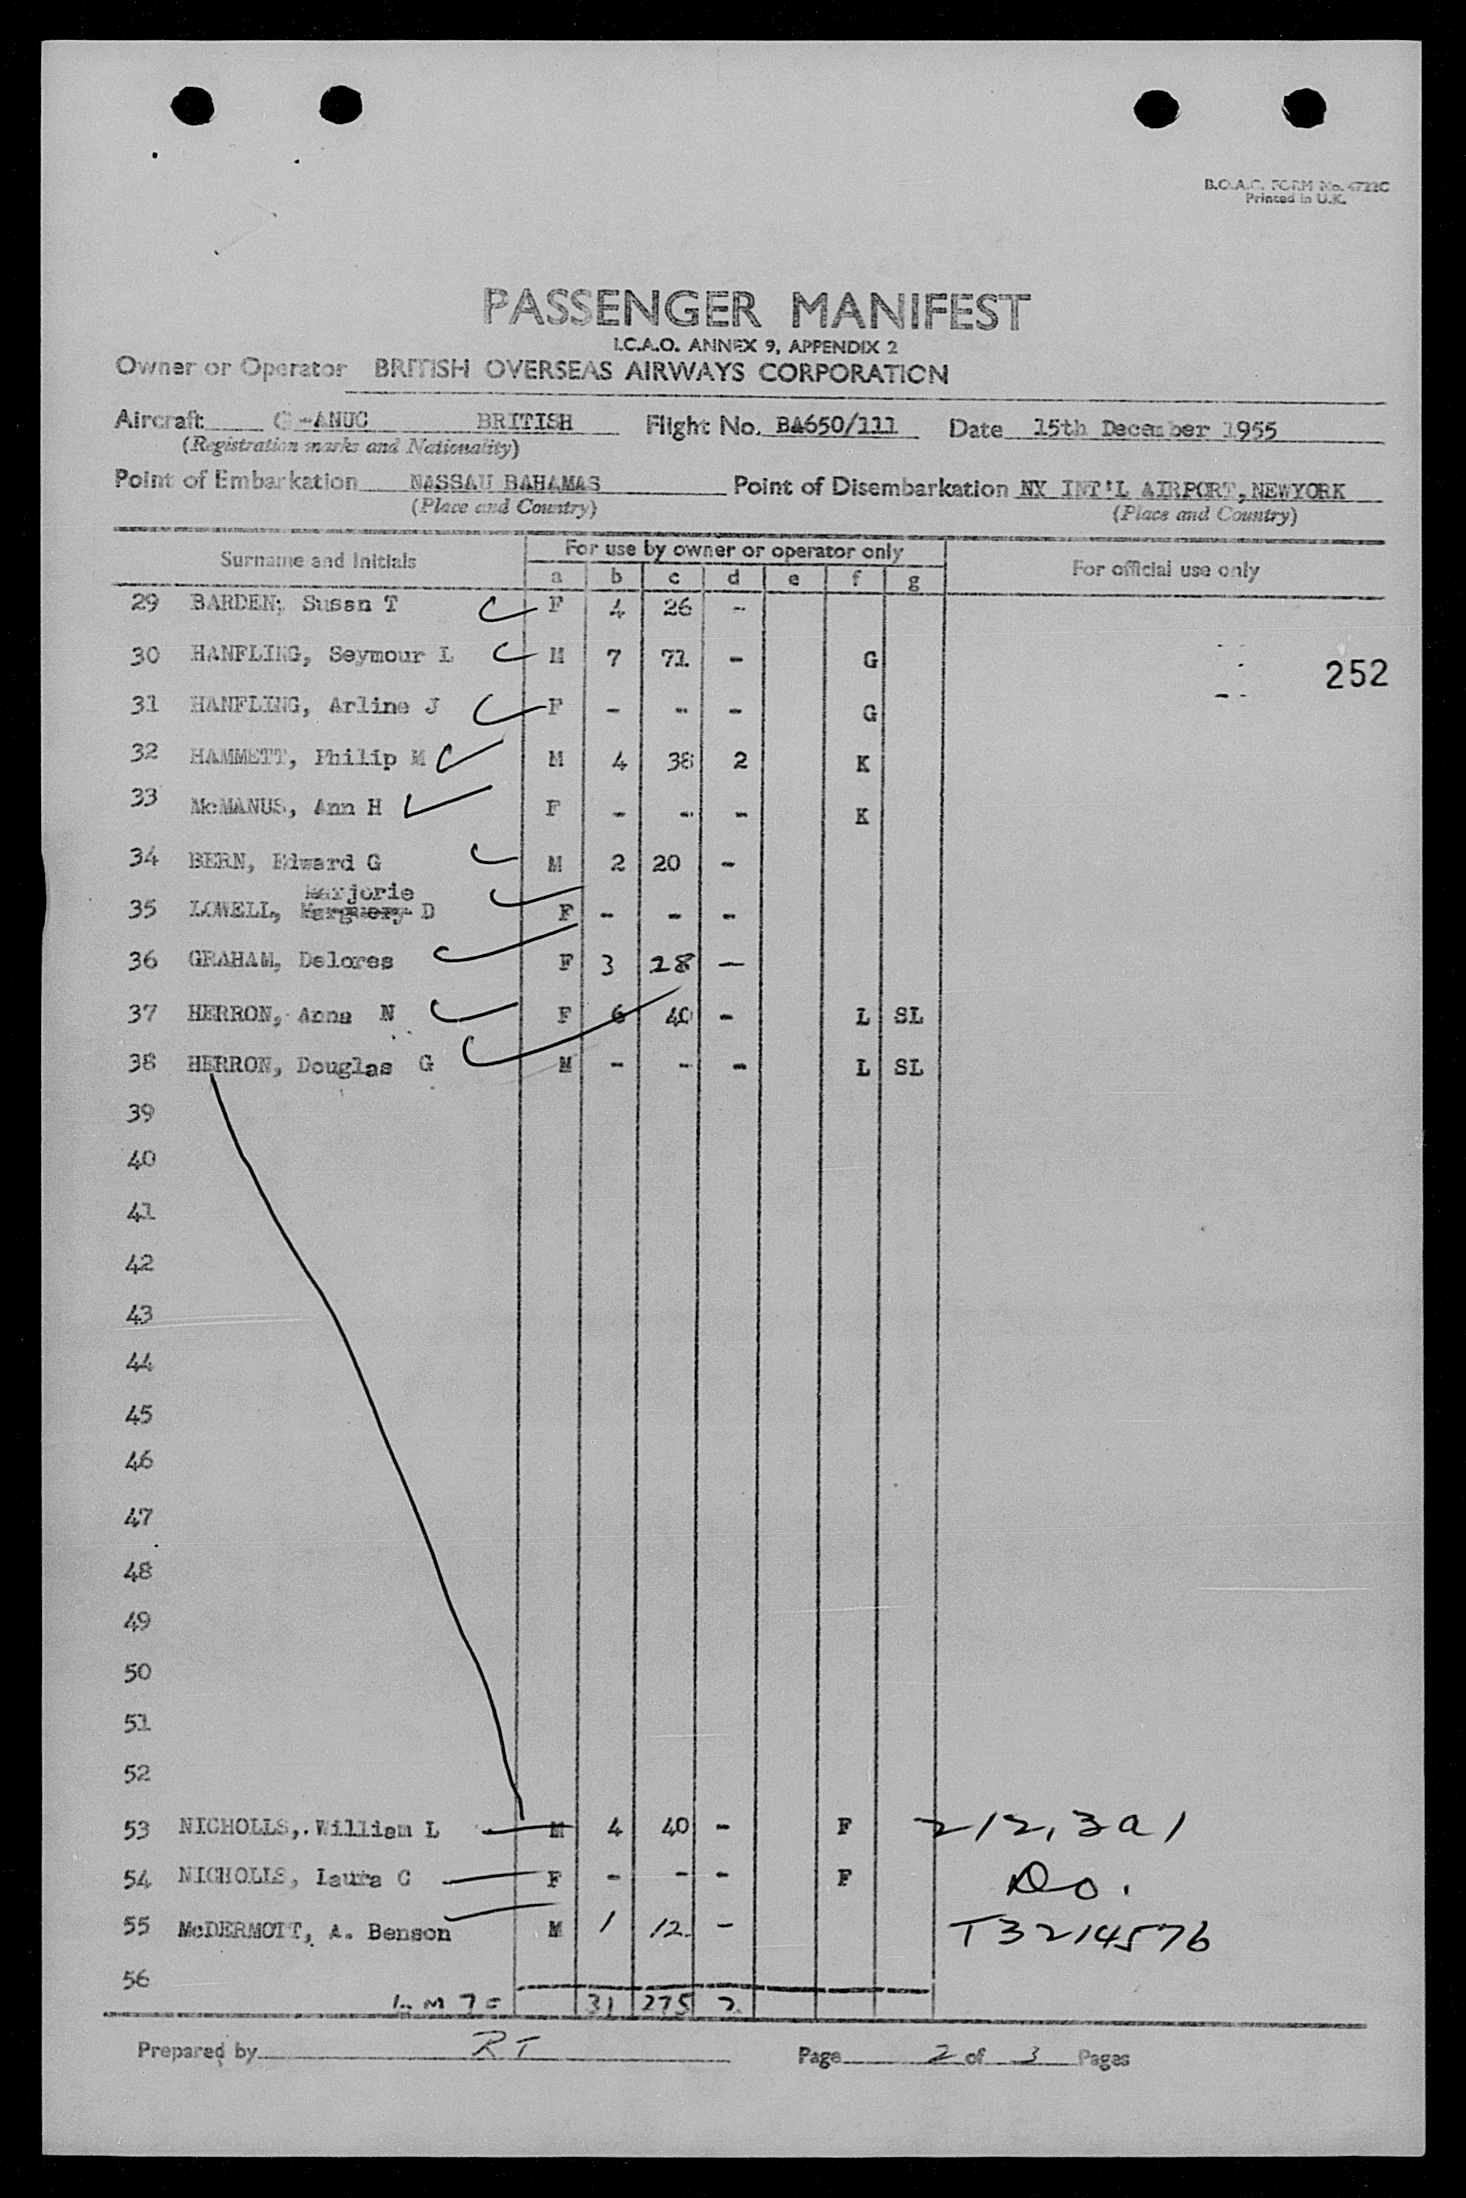 B.O.A.C. FORM No. 4722C
Printed in U.K.
PASSENGER MANIFEST
I.C.A.O. ANNEX 9, APPENDIX 2
Owner or Operator BRITISH OVERSEAS AIRWAYS CORPORATION
Aircraft G-ANUC BRITISH Flight No. BA650/111 Date 15th December 1955
(Registration marks and Nationality)
Point of Embarkation NASSAU BAHAMAS Point of Disembarkation NY INT'L AIRPORT, NEWYORK
(Place and Country) (Place and Country)
Surname and Initials For use by owner or operator only For official use only
a b c d e f g
29 BARDEN, Susan T F 4 26 -
30 HANFLING, Seymour L M 7 71 - G
252
31 HANFLING, Arline J F - - - G
32 HAMMETT, Philip M M 4 38 2 K
33 McMANUS, Ann H F - - - K
34 BERN, Edward G M 2 20 -
Marjorie
35 LOWELL, Marguery D F - - -
36 GRAHAM, Delores F 3 28 -
37 HERRON, Anna N F 6 40 - L SL
38 HERRON, Douglas G M - - - L SL
39
40
41
42
43
44
45
46
47
48
49
50
51
52
53 NICHOLLS, William L M 4 40 - F 212,3a1
54 NICHOLLS, Laura C F - - - F Do.
55 McDERMOTT, A. Benson M 1 12 - T3214576
56
31 275 2
Prepared by RT Page 2 of 3 Pages